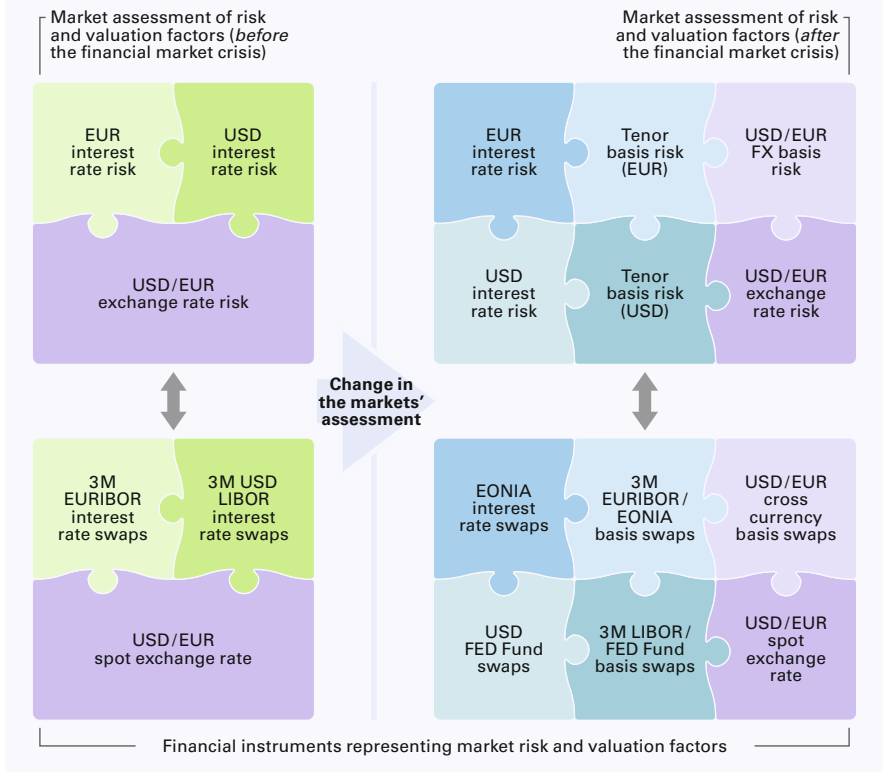 Market assessment of risk
and valuation factors (before
the financial market crisis)
Market assessment of risk
and valuation factors (after
the financial market crisis)
EUR
interest
rate risk
USD
interest
rate risk
USD/EUR
exchange rate risk
EUR
interest
rate risk
Tenor
basis risk
(EUR)
USD/EUR
FX basis
risk
USD
interest
rate risk
Tenor
basis risk
(USD)
USD/EUR
exchange
rate risk
Change in
the markets'
assessment
3M
EURIBOR
interest
rate swaps
3M USD
LIBOR
interest
rate swaps
USD/EUR
spot exchange rate
EONIA
interest
rate swaps
3M
EURIBOR/
EONIA
basis swaps
USD/EUR
cross
currency
basis swaps
USD
FED Fund
swaps
3M LIBOR/
FED Fund
basis swaps
USD/EUR
spot
exchange
rate
Financial instruments representing market risk and valuation factors